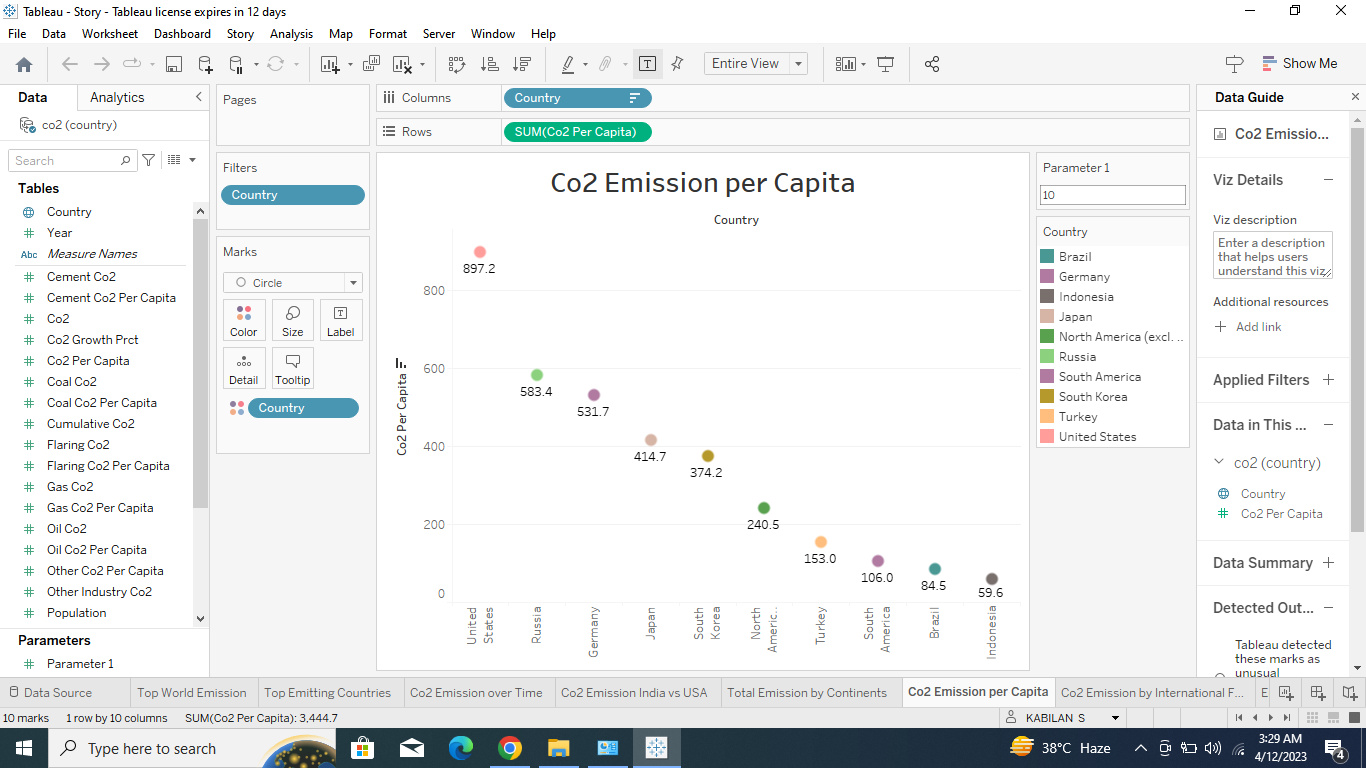 Tableau - Story - Tableau license expires in 12 days
File Data Worksheet Dashboard Story Analysis Map Format Server Window Help
Entire View
Show Me
Data
Analytics
co2 (country)
Search
Tables
Country
Year
Abc Measure Names
Cement Co2
Cement Co2 Per Capita
Co2
Co2 Growth Prct
Co2 Per Capita
Coal Co2
Coal Co2 Per Capita
Cumulative Co2
Flaring Co2
Flaring Co2 Per Capita
Gas Co2
Gas Co2 Per Capita
Oil Co2
Oil Co2 Per Capita
Other Co2 Per Capita
Other Industry Co2
Population
Parameters
Parameter 1
Pages
Filters
Country
Marks
Circle
Color
Size
Label
Detail
Tooltip
Country
Columns
Country
Rows
SUM(Co2 Per Capita)
Co2 Emission per Capita
Country
Co2 Per Capita
800
600
400
200
0
897.2
583.4
531.7
414.7
374.2
240.5
153.0
106.0
84.5
59.6
United States
Russia
Germany
Japan
South Korea
North Americ..
Turkey
South America
Brazil
Indonesia
Parameter 1
10
Country
Brazil
Germany
Indonesia
Japan
North America (excl. ..
Russia
South America
South Korea
Turkey
United States
Data Guide
Co2 Emissio...
Viz Details
Viz description
Enter a description
that helps users
understand this viz
Additional resources
Add link
Applied Filters
Data in This ...
co2 (country)
Country
Co2 Per Capita
Data Summary
Detected Out...
Tableau detected
these marks as
unusual
Data Source
Top World Emission
Top Emitting Countries
Co2 Emission over Time
Co2 Emission India vs USA
Total Emission by Continents
Co2 Emission per Capita
Co2 Emission by International F...
E
10 marks
1 row by 10 columns
SUM(Co2 Per Capita): 3,444.7
KABILAN S
Type here to search
38°C Haze
3:29 AM
4/12/2023
4